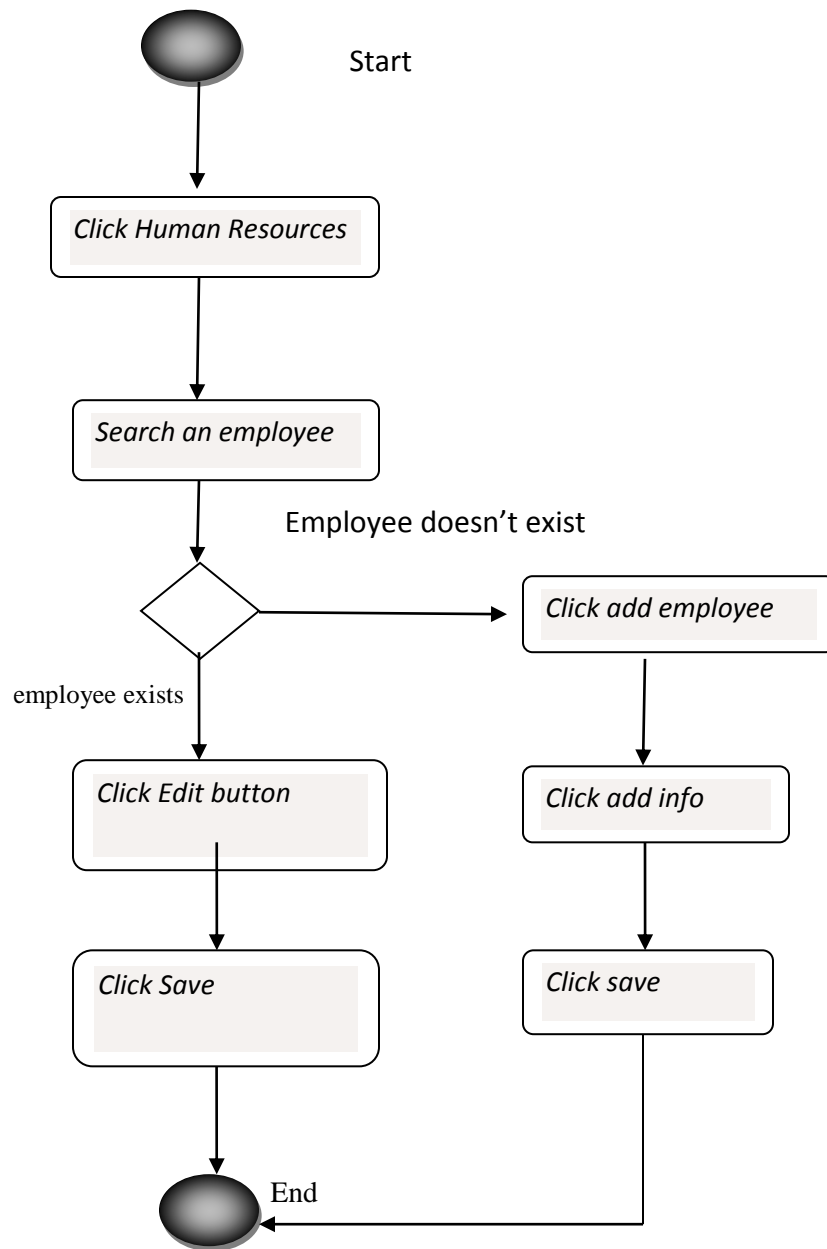 Start
Click Human Resources
Search an employee
Employee doesn’t exist
Click add employee
employee exists
Click Edit button
Click add info
Click Save
Click save
End